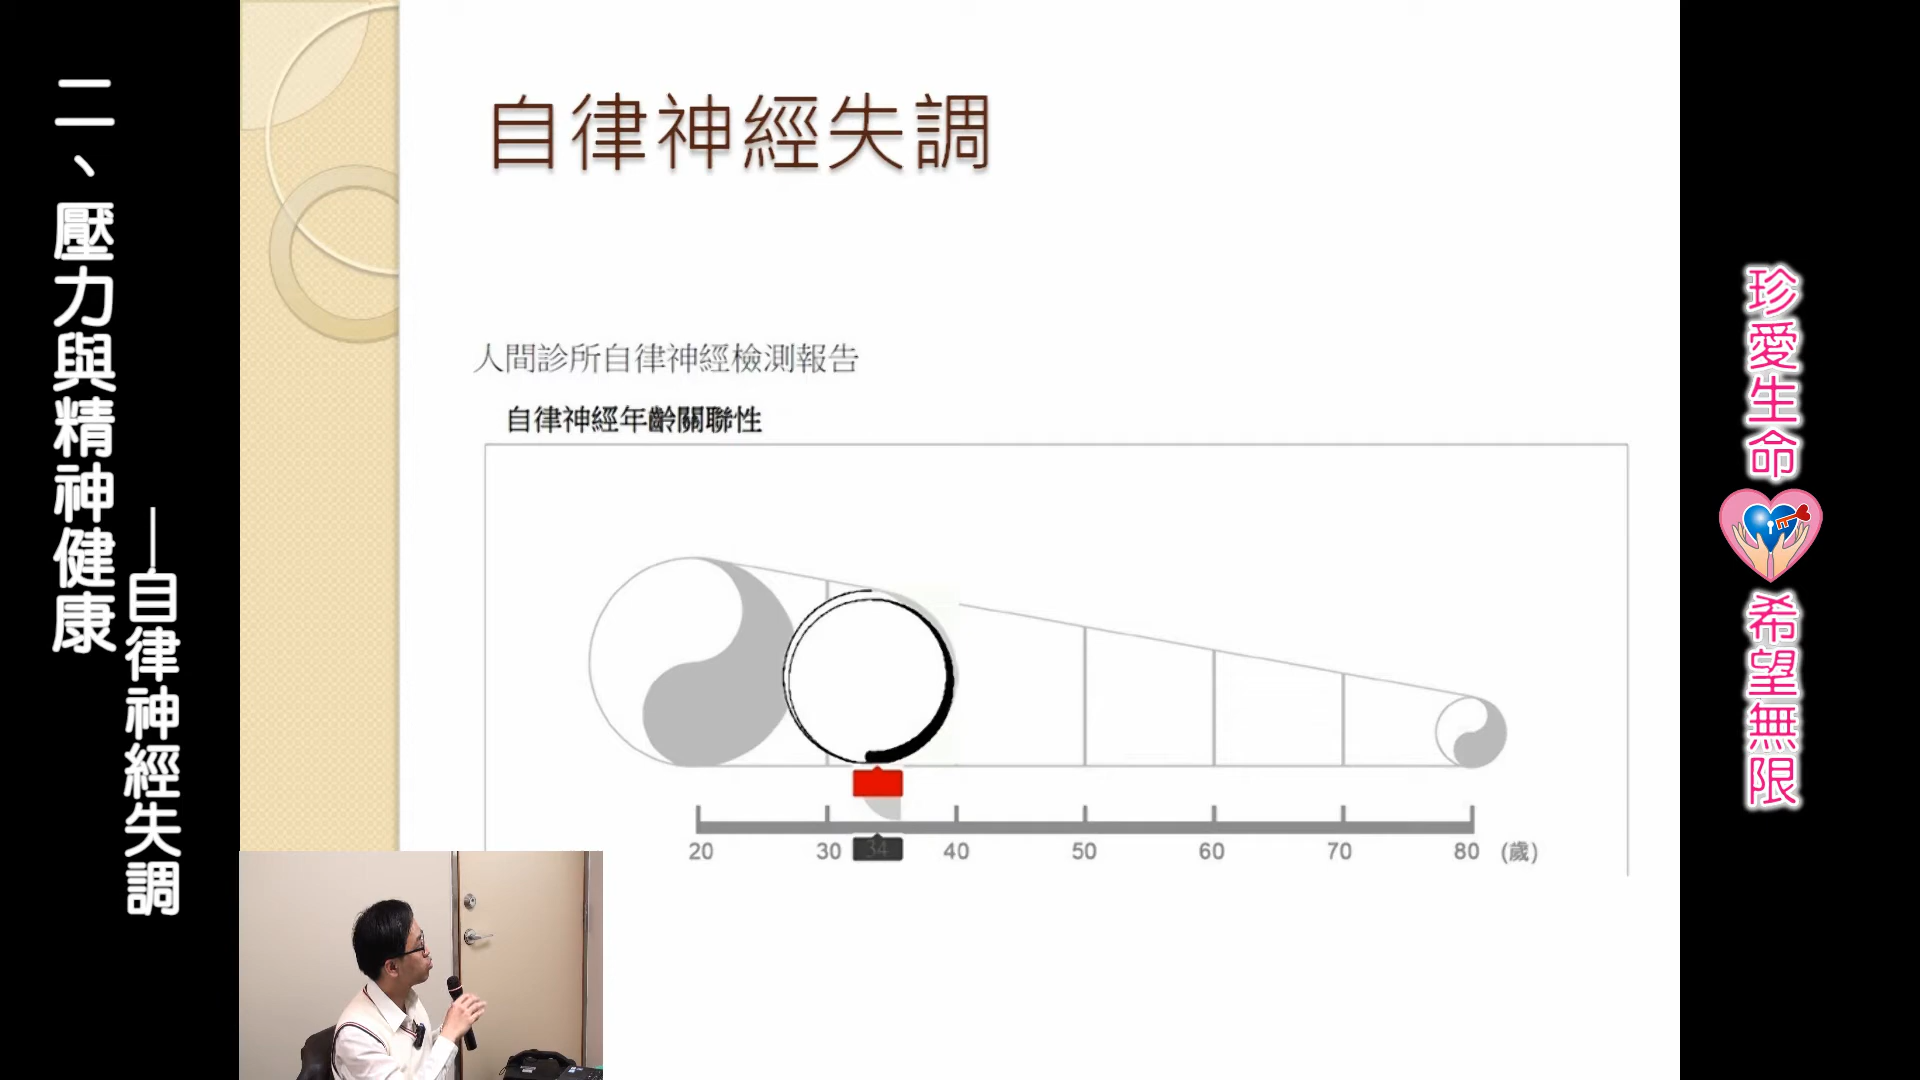 二、壓力與精神健康
—自律神經失調
自律神經失調
人間診所自律神經檢測報告
自律神經年齡關聯性
20 30 34 40 50 60 70 80 (歲)
珍愛生命
希望無限